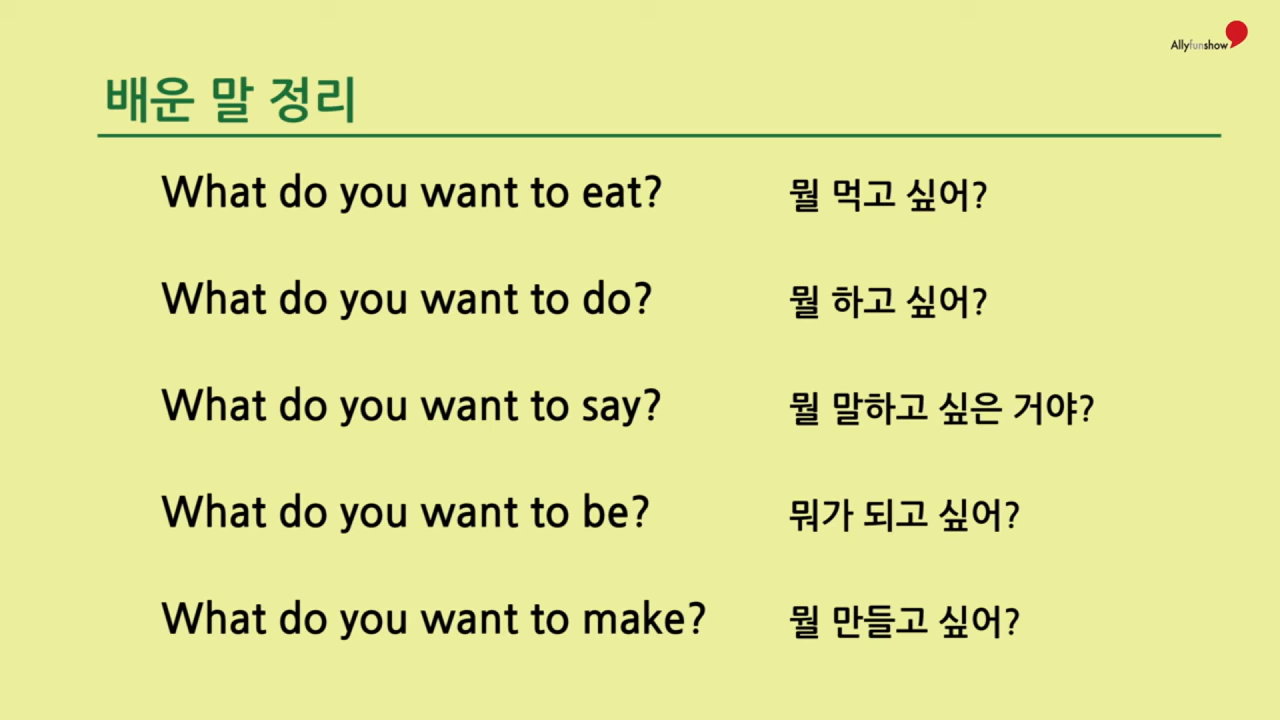 Allyfunshow
배운 말 정리
What do you want to eat? 뭘 먹고 싶어?
What do you want to do? 뭘 하고 싶어?
What do you want to say? 뭘 말하고 싶은 거야?
What do you want to be? 뭐가 되고 싶어?
What do you want to make? 뭘 만들고 싶어?